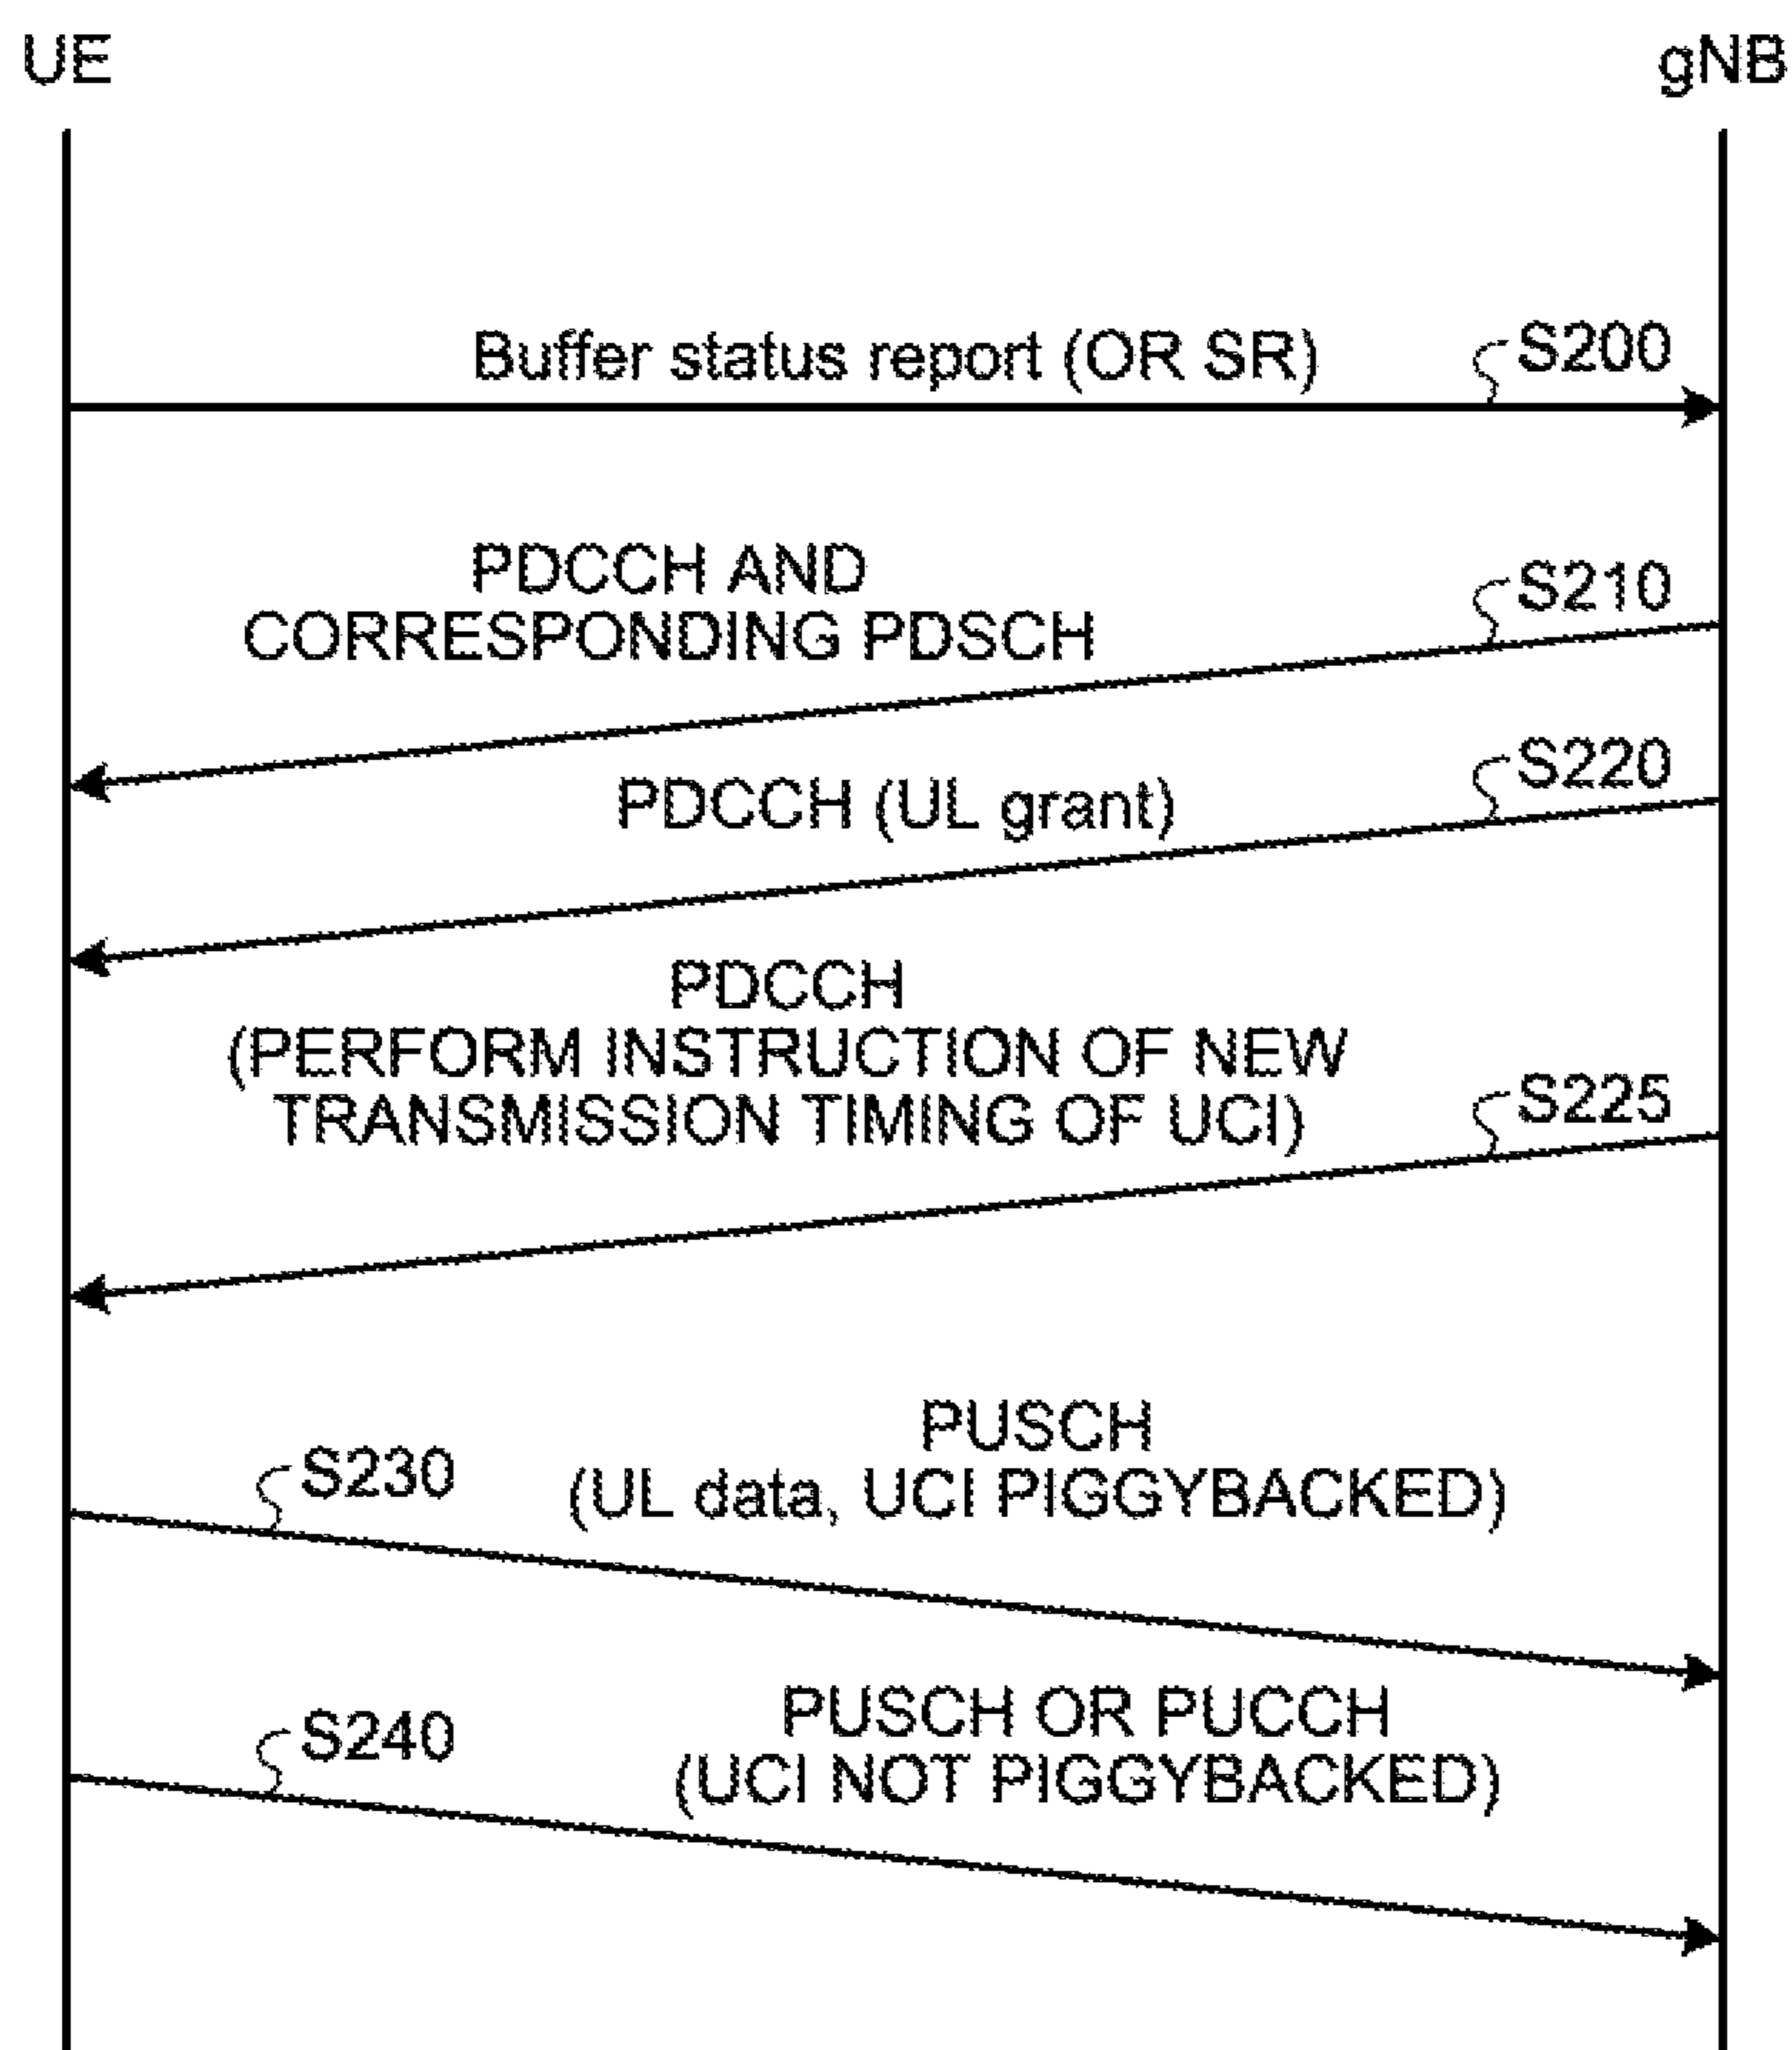 UE
gNB
Buffer status report (OR SR)
S200
PDCCH AND
CORRESPONDING PDSCH
S210
PDCCH (UL grant)
S220
PDCCH
(PERFORM INSTRUCTION OF NEW
TRANSMISSION TIMING OF UCI)
S225
S230
PUSCH
(UL data, UCI PIGGYBACKED)
S240
PUSCH OR PUCCH
(UCI NOT PIGGYBACKED)